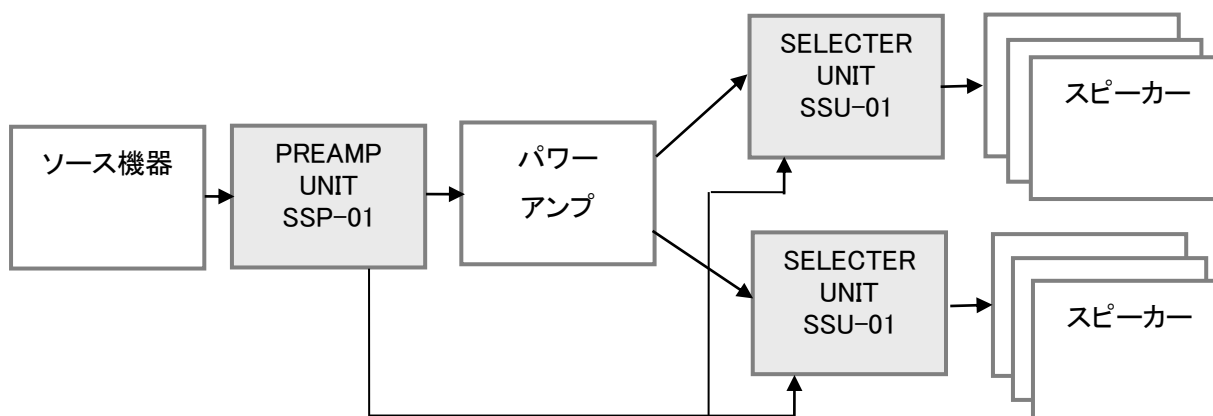 ソース機器
PREAMP
UNIT
SSP-01
パワー
アンプ
SELECTER
UNIT
SSU-01
スピーカー
SELECTER
UNIT
SSU-01
スピーカー